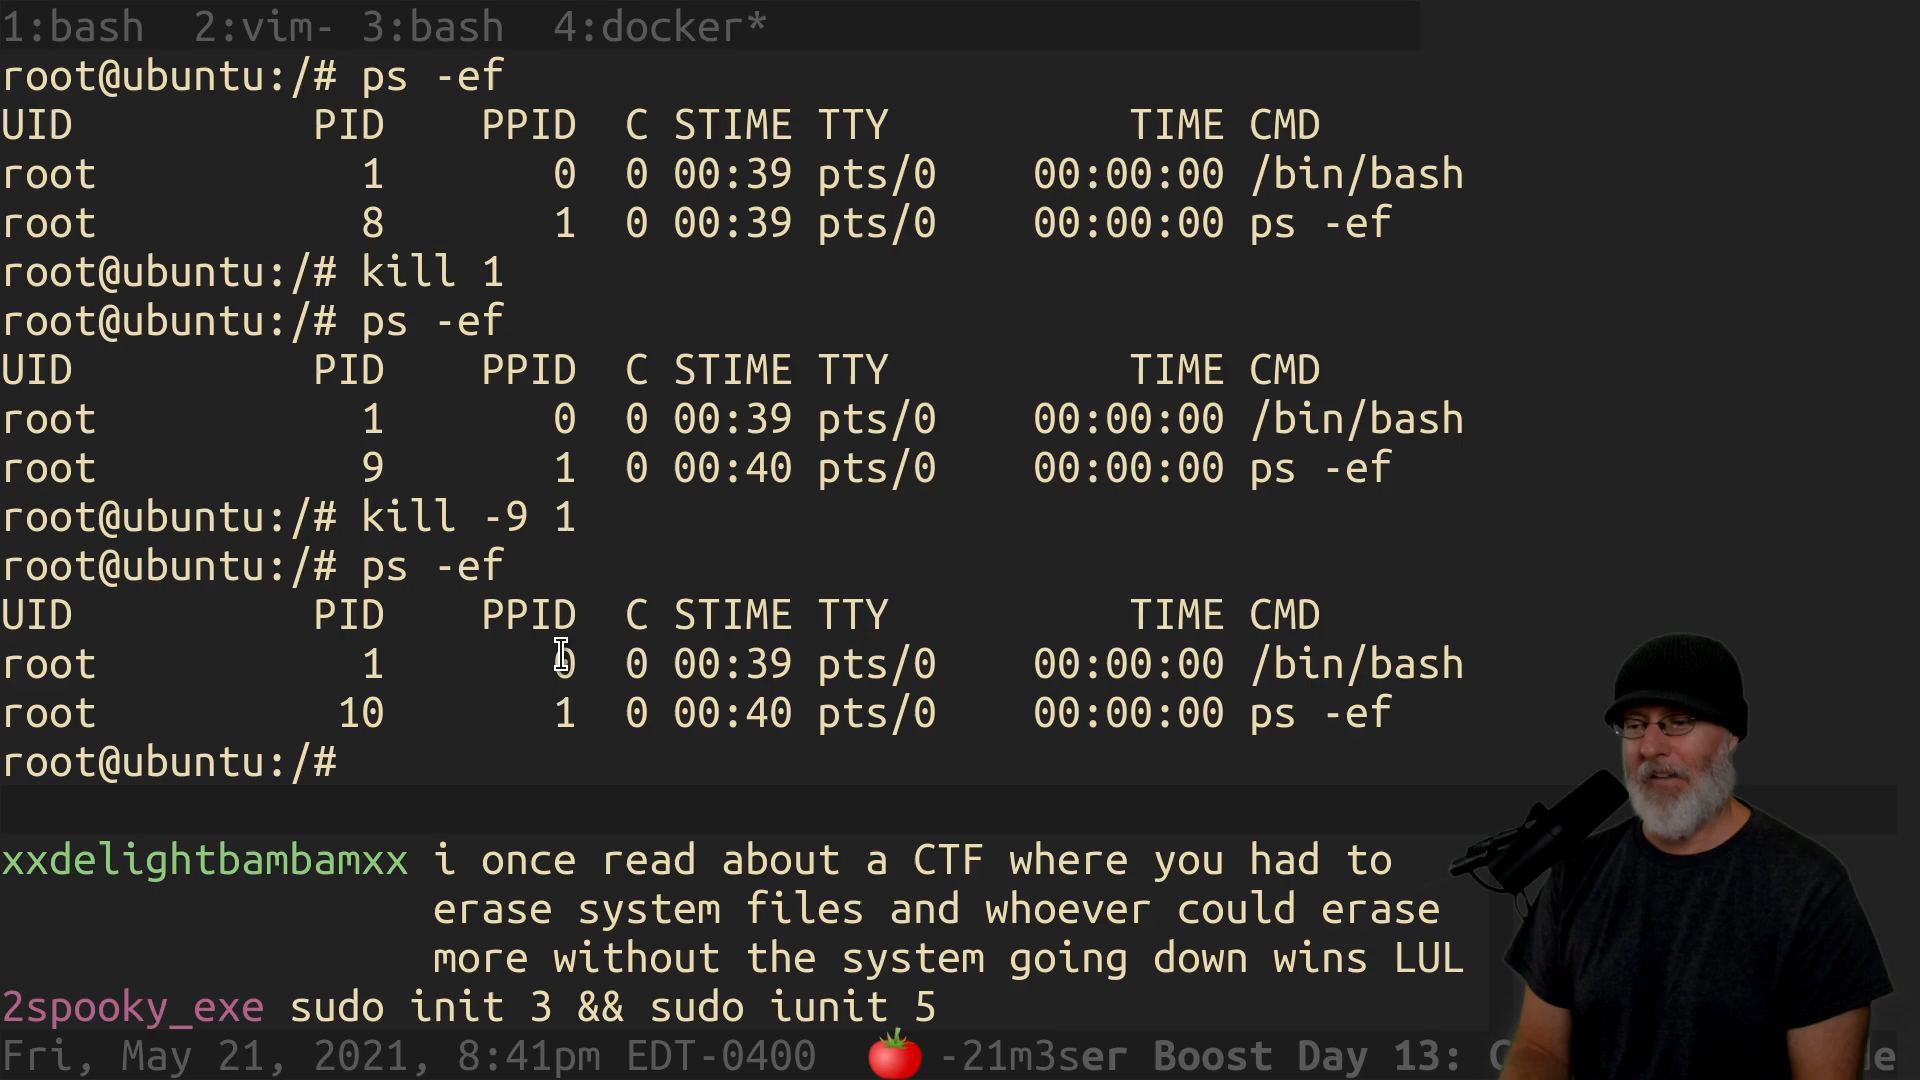 1:bash  2:vim- 3:bash  4:docker*
root@ubuntu:/# ps -ef
UID          PID    PPID  C STIME TTY          TIME CMD
root           1       0  0 00:39 pts/0    00:00:00 /bin/bash
root           8       1  0 00:39 pts/0    00:00:00 ps -ef
root@ubuntu:/# kill 1
root@ubuntu:/# ps -ef
UID          PID    PPID  C STIME TTY          TIME CMD
root           1       0  0 00:39 pts/0    00:00:00 /bin/bash
root           9       1  0 00:40 pts/0    00:00:00 ps -ef
root@ubuntu:/# kill -9 1
root@ubuntu:/# ps -ef
UID          PID    PPID  C STIME TTY          TIME CMD
root           1       0  0 00:39 pts/0    00:00:00 /bin/bash
root          10       1  0 00:40 pts/0    00:00:00 ps -ef
root@ubuntu:/#
xxdelightbambamxx i once read about a CTF where you had to
erase system files and whoever could erase
more without the system going down wins LUL
2spooky_exe sudo init 3 && sudo iunit 5
Fri, May 21, 2021, 8:41pm EDT-0400 -21m3ser Boost Day 13: